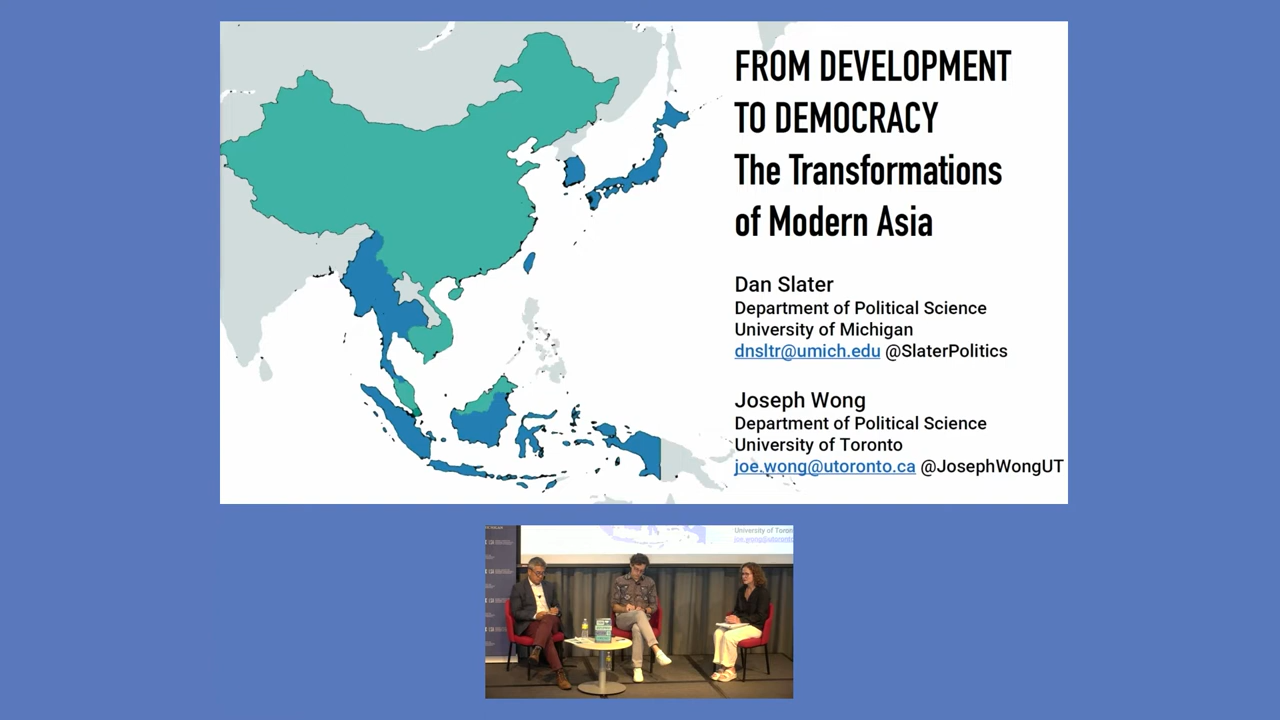 FROM DEVELOPMENT
TO DEMOCRACY
The Transformations
of Modern Asia
Dan Slater
Department of Political Science
University of Michigan
dnsltr@umich.edu @SlaterPolitics
Joseph Wong
Department of Political Science
University of Toronto
joe.wong@utoronto.ca @JosephWongUT